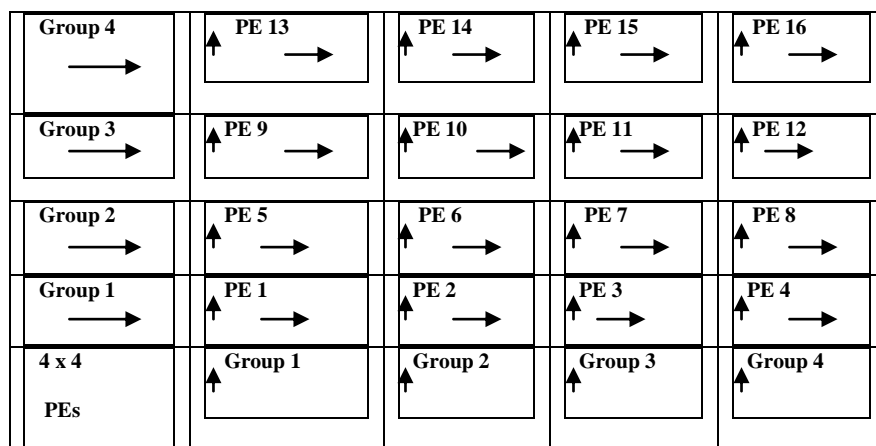 Group 4 PE 13 PE 14 PE 15 PE 16
Group 3 PE 9 PE 10 PE 11 PE 12
Group 2 PE 5 PE 6 PE 7 PE 8
Group 1 PE 1 PE 2 PE 3 PE 4
4 x 4 Group 1 Group 2 Group 3 Group 4
PEs